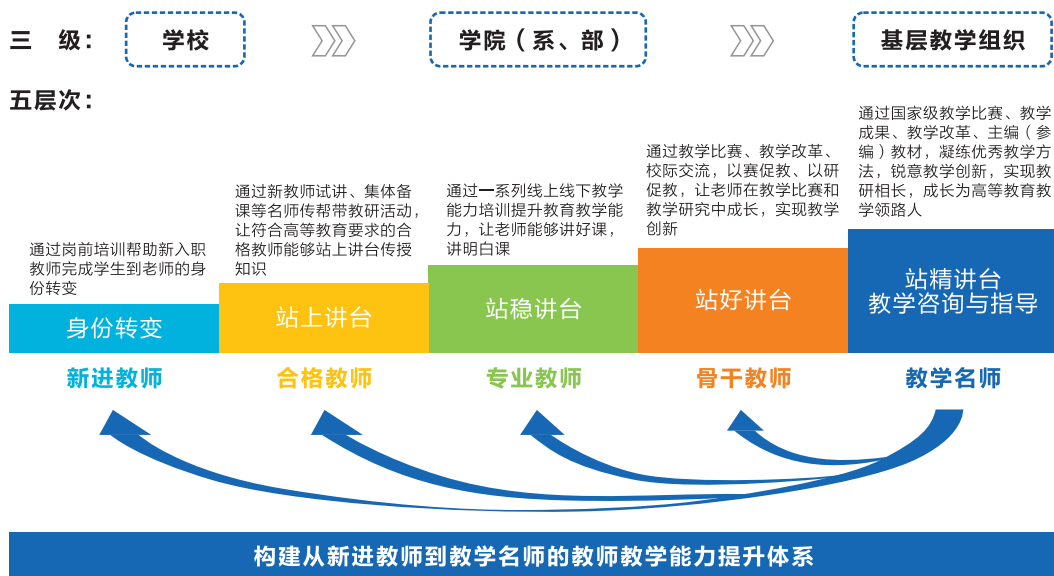 三　级：
学校
学院（系、部）
基层教学组织
五层次：
通过岗前培训帮助新入职
教师完成学生到老师的身
份转变
通过新教师试讲、集体备
课等名师传帮带教研活动，
让符合高等教育要求的合
格教师能够站上讲台传授
知识
通过一系列线上线下教学
能力培训提升教育教学能
力，让老师能够讲好课，
讲明白课
通过教学比赛、教学改革、
校际交流，以赛促教、以研
促教，让老师在教学比赛和
教学研究中成长，实现教学
创新
通过国家级教学比赛、教学
成果、教学改革、主编（参
编）教材，凝练优秀教学方
法，锐意教学创新，实现教
研相长，成长为高等教育教
学领路人
身份转变
站上讲台
站稳讲台
站好讲台
站精讲台
教学咨询与指导
新进教师
合格教师
专业教师
骨干教师
教学名师
构建从新进教师到教学名师的教师教学能力提升体系